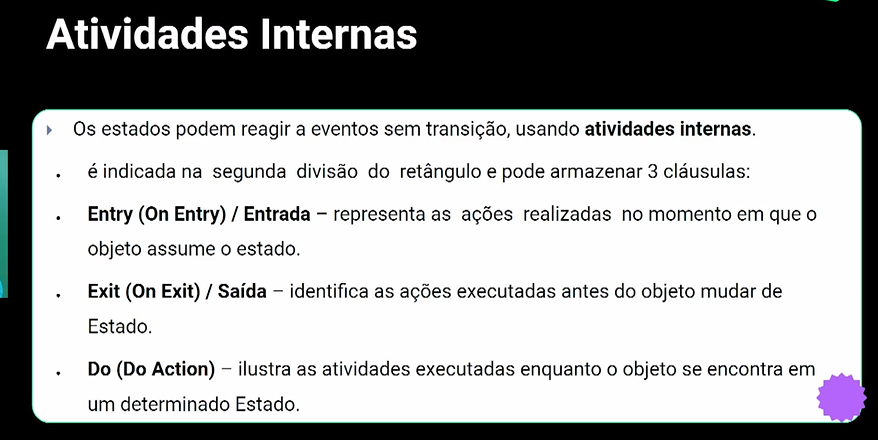 Atividades Internas
Os estados podem reagir a eventos sem transição, usando atividades internas.
é indicada na segunda divisão do retângulo e pode armazenar 3 cláusulas:
Entry (On Entry) / Entrada – representa as ações realizadas no momento em que o
objeto assume o estado.
Exit (On Exit) / Saída – identifica as ações executadas antes do objeto mudar de
Estado.
Do (Do Action) – ilustra as atividades executadas enquanto o objeto se encontra em
um determinado Estado.